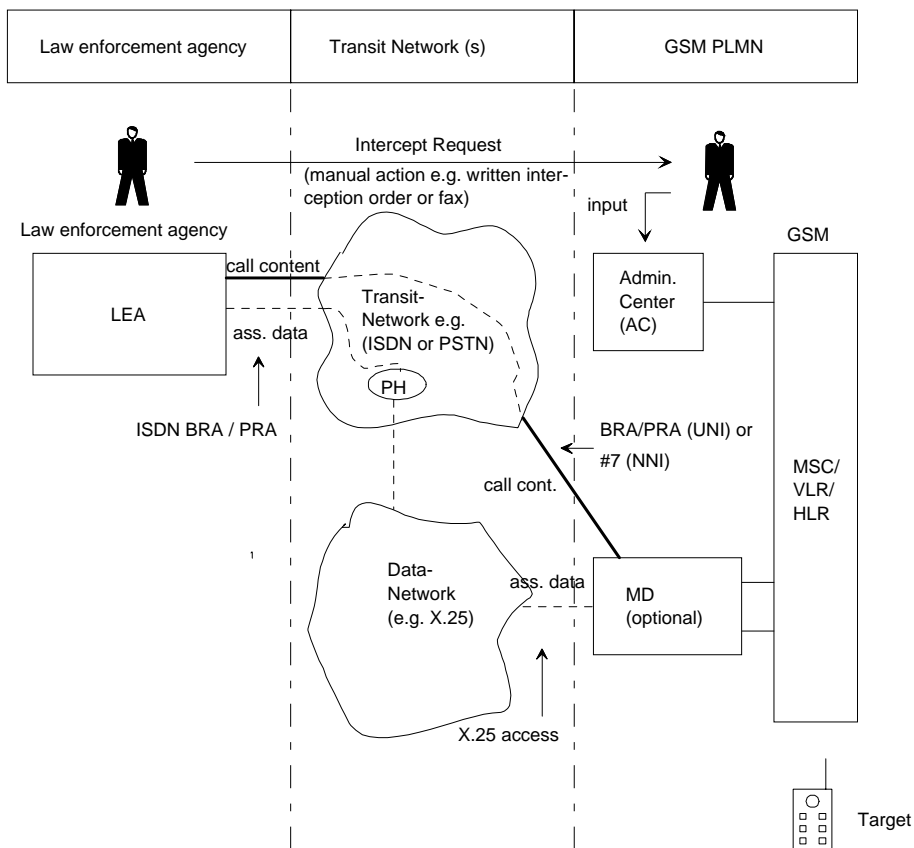 Law enforcement agency
Transit Network (s)
GSM PLMN
Intercept Request
(manual action e.g. written inter-
ception order or fax)
input
Law enforcement agency
GSM
call content
LEA
Transit-
Network e.g.
(ISDN or PSTN)
Admin.
Center
(AC)
ass. data
PH
ISDN BRA / PRA
BRA/PRA (UNI) or
#7 (NNI)
MSC/
VLR/
HLR
call cont.
1
Data-
Network
(e.g. X.25)
ass. data
MD
(optional)
X.25 access
Target